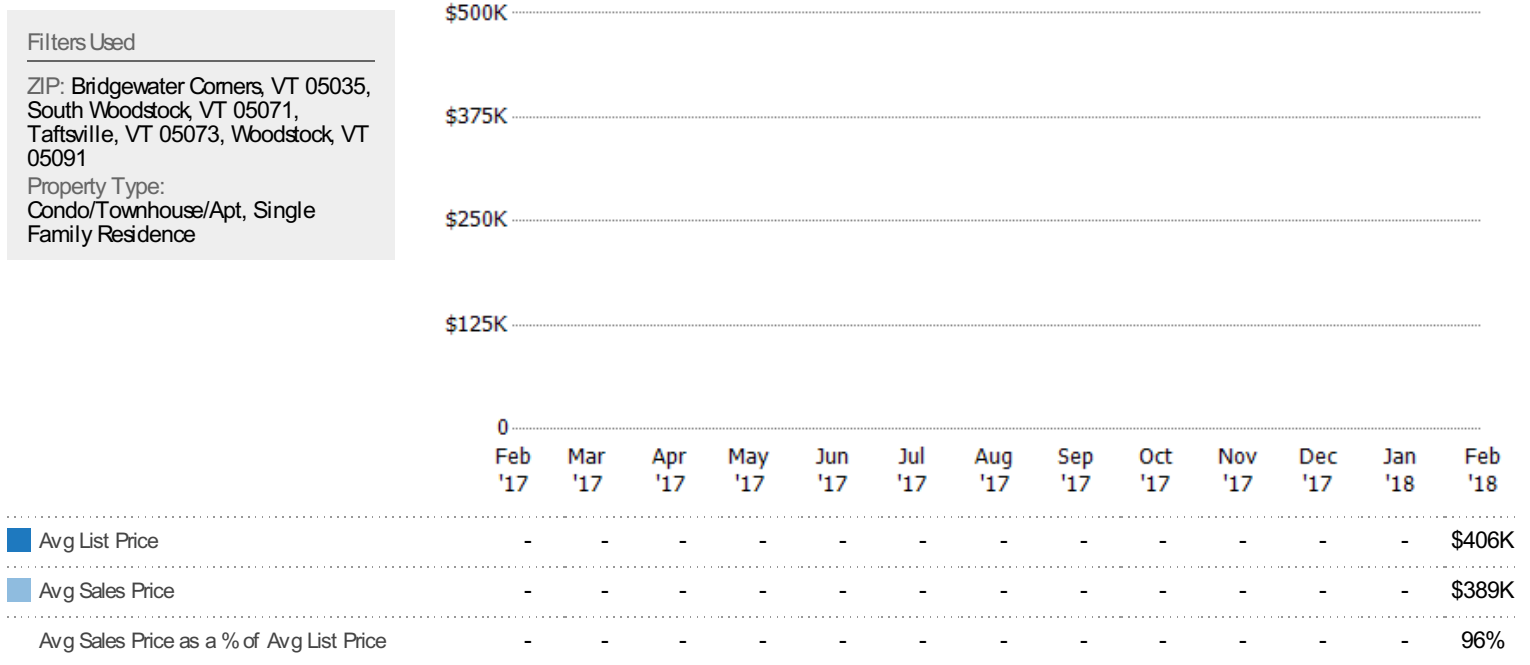 Filters Used
ZIP: Bridgewater Corners, VT 05035,
South Woodstock, VT 05071,
Taftsville, VT 05073, Woodstock, VT
05091
Property Type:
Condo/Townhouse/Apt, Single
Family Residence
$500K
$375K
$250K
$125K
0
Feb Mar Apr May Jun Jul Aug Sep Oct Nov Dec Jan Feb
'17 '17 '17 '17 '17 '17 '17 '17 '17 '17 '17 '18 '18
Avg List Price - - - - - - - - - - - - $406K
Avg Sales Price - - - - - - - - - - - - $389K
Avg Sales Price as a % of Avg List Price - - - - - - - - - - - - 96%